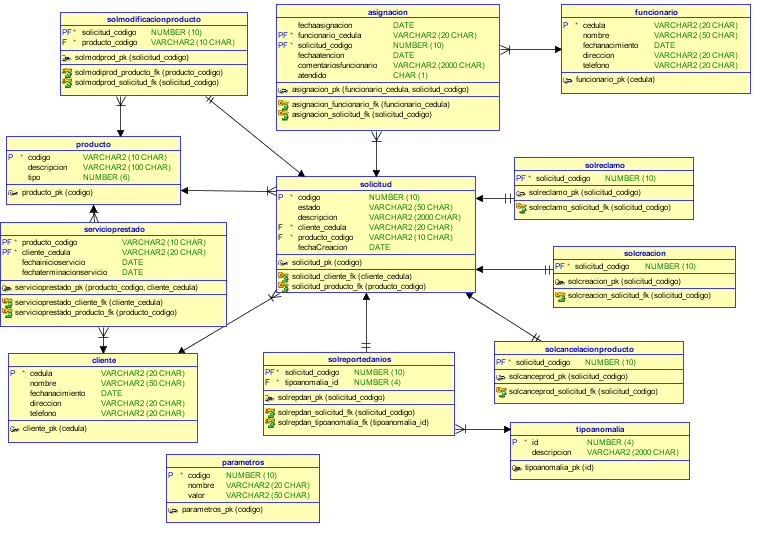 solmodificacionproducto
PF* solicitud_codigo NUMBER (10)
F * producto_codigo VARCHAR2 (10 CHAR)
solmodprod_pk (solicitud_codigo)
solmodprod_producto_fk (producto_codigo)
solmodprod_solicitud_fk (solicitud_codigo)
asignacion
fechaasignacion DATE
PF * funcionario_cedula VARCHAR2 (20 CHAR)
PF * solicitud_codigo NUMBER (10)
fechaatencion DATE
comentariosfuncionario VARCHAR2 (2000 CHAR)
atendido CHAR (1)
asignacion_pk (funcionario_cedula, solicitud_codigo)
asignacion_funcionario_fk (funcionario_cedula)
asignacion_solicitud_fk (solicitud_codigo)
funcionario
P * cedula VARCHAR2 (20 CHAR)
nombre VARCHAR2 (50 CHAR)
fechanacimiento DATE
direccion VARCHAR2 (20 CHAR)
telefono VARCHAR2 (20 CHAR)
funcionario_pk (cedula)
producto
P * codigo VARCHAR2 (10 CHAR)
descripcion VARCHAR2 (100 CHAR)
tipo NUMBER (6)
producto_pk (codigo)
solicitud
P * codigo NUMBER (10)
estado VARCHAR2 (50 CHAR)
descripcion VARCHAR2 (2000 CHAR)
F * cliente_cedula VARCHAR2 (20 CHAR)
F * producto_codigo VARCHAR2 (10 CHAR)
fechaCreacion DATE
solicitud_pk (codigo)
solicitud_cliente_fk (cliente_cedula)
solicitud_producto_fk (producto_codigo)
solreclamo
PF * solicitud_codigo NUMBER (10)
solreclamo_pk (solicitud_codigo)
solreclamo_solicitud_fk (solicitud_codigo)
servicioprestado
PF * producto_codigo VARCHAR2 (10 CHAR)
PF * cliente_cedula VARCHAR2 (20 CHAR)
fechainicioservicio DATE
fechaterminacionservicio DATE
servicioprestado_pk (producto_codigo, cliente_cedula)
servicioprestado_cliente_fk (cliente_cedula)
servicioprestado_producto_fk (producto_codigo)
solcreacion
PF * solicitud_codigo NUMBER (10)
solcreacion_pk (solicitud_codigo)
solcreacion_solicitud_fk (solicitud_codigo)
cliente
P * cedula VARCHAR2 (20 CHAR)
nombre VARCHAR2 (50 CHAR)
fechanacimiento DATE
direccion VARCHAR2 (20 CHAR)
telefono VARCHAR2 (20 CHAR)
cliente_pk (cedula)
solreportedanios
PF* solicitud_codigo NUMBER (10)
F * tipoanomalia_id NUMBER (4)
solrepdan_pk (solicitud_codigo)
solrepdan_solicitud_fk (solicitud_codigo)
solrepdan_tipoanomalia_fk (tipoanomalia_id)
solcancelacionproducto
PF* solicitud_codigo NUMBER (10)
solcanceprod_pk (solicitud_codigo)
solcanceprod_solicitud_fk (solicitud_codigo)
tipoanomalia
P * id NUMBER (4)
descripcion VARCHAR2 (2000 CHAR)
tipoanomalia_pk (id)
parametros
P * codigo NUMBER (10)
nombre VARCHAR2 (20 CHAR)
valor VARCHAR2 (50 CHAR)
parametros_pk (codigo)